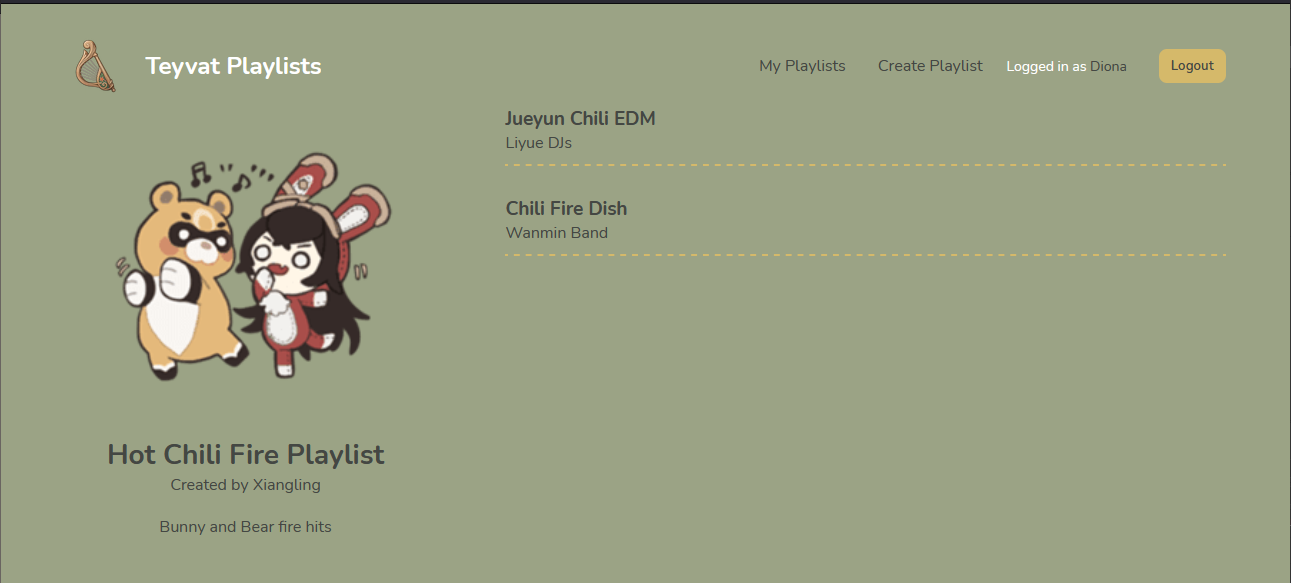 Teyvat Playlists
My Playlists
Create Playlist
Logged in as Diona
Logout
Hot Chili Fire Playlist
Created by Xiangling
Bunny and Bear fire hits
Jueyun Chili EDM
Liyue DJs
Chili Fire Dish
Wanmin Band